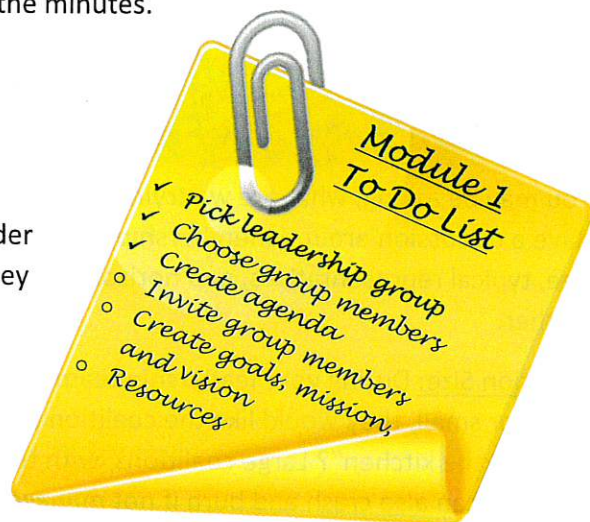 the minutes.
der
ey
Module 1
To Do List
✓ Pick leadership group
✓ Choose group members
✓ Create agenda
o Invite group members
o Create goals, mission,
and vision
o Resources